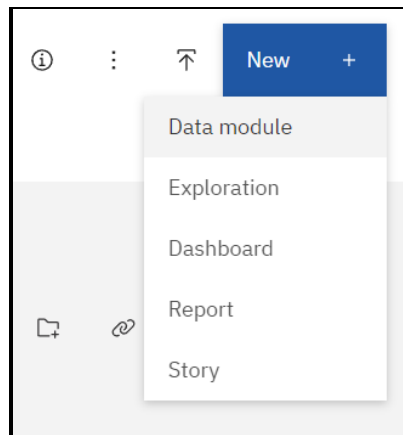 New +
Data module
Exploration
Dashboard
Report
Story